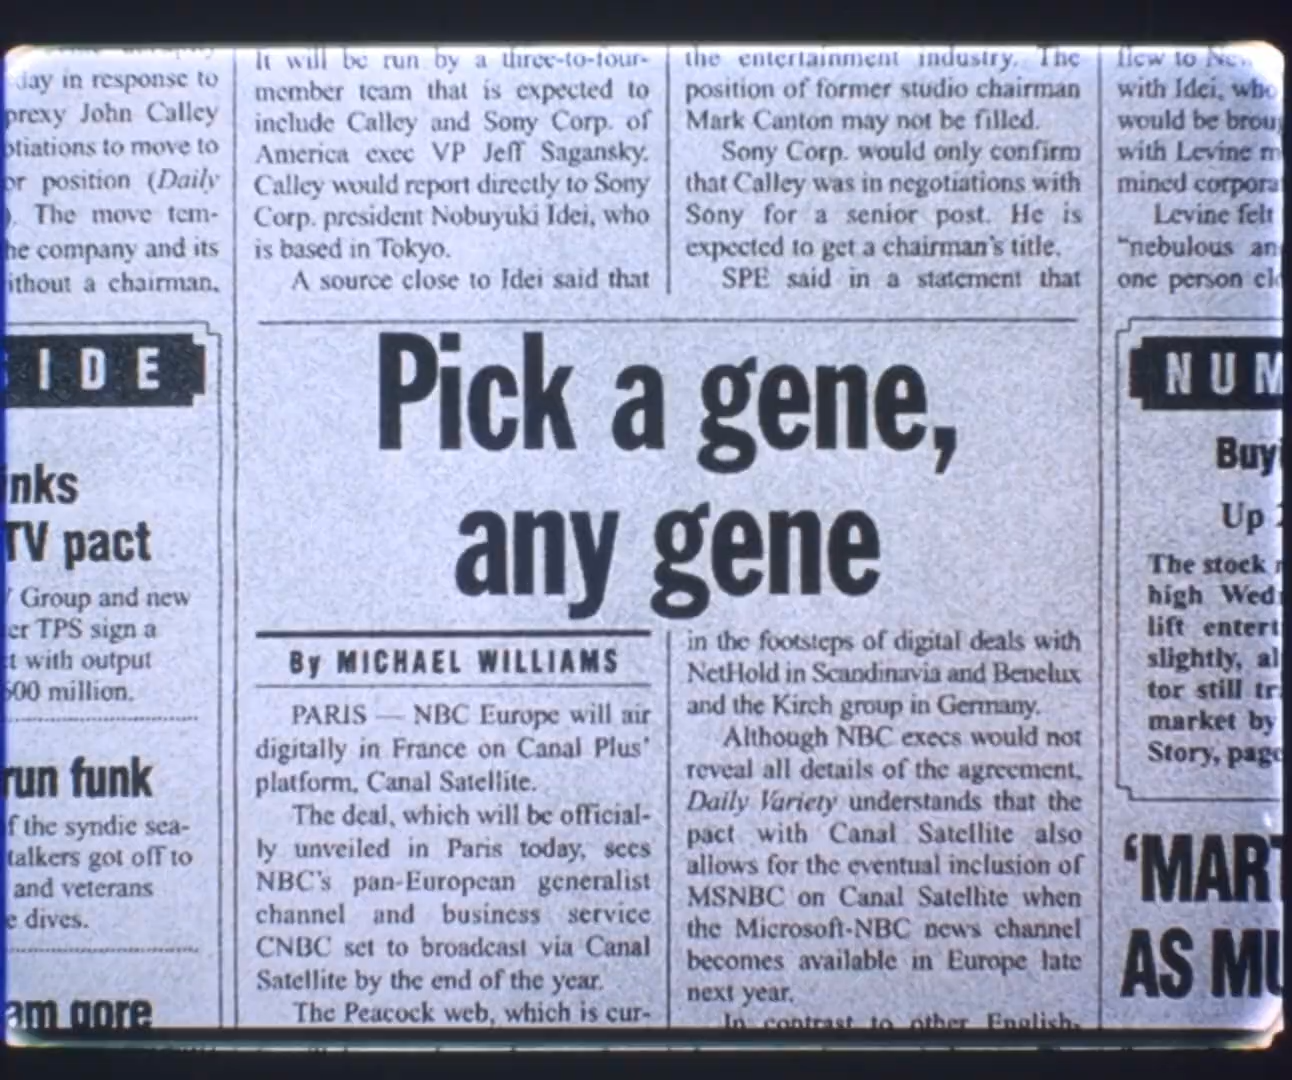 day in response to
prexy John Calley
otiations to move to
or position (Daily
). The move tem-
he company and its
ithout a chairman,
IDE
inks
TV pact
Group and new
er TPS sign a
t with output
500 million.
run funk
f the syndie sea-
talkers got off to
and veterans
e dives.
am gore
It will be run by a three-to-four-
member team that is expected to
include Calley and Sony Corp. of
America exec VP Jeff Sagansky.
Calley would report directly to Sony
Corp. president Nobuyuki Idei, who
is based in Tokyo.
A source close to Idei said that
the entertainment industry. The
position of former studio chairman
Mark Canton may not be filled.
Sony Corp. would only confirm
that Calley was in negotiations with
Sony for a senior post. He is
expected to get a chairman's title.
SPE said in a statement that
Pick a gene,
any gene
By MICHAEL WILLIAMS
PARIS — NBC Europe will air
digitally in France on Canal Plus'
platform, Canal Satellite.
The deal, which will be official-
ly unveiled in Paris today, sees
NBC's pan-European generalist
channel and business service
CNBC set to broadcast via Canal
Satellite by the end of the year.
The Peacock web, which is cur-
in the footsteps of digital deals with
NetHold in Scandinavia and Benelux
and the Kirch group in Germany.
Although NBC execs would not
reveal all details of the agreement,
Daily Variety understands that the
pact with Canal Satellite also
allows for the eventual inclusion of
MSNBC on Canal Satellite when
the Microsoft-NBC news channel
becomes available in Europe late
next year.
In contrast to other English-
flew to
with Idei, who
would be broug
with Levine m
mined corpora
Levine felt
"nebulous an
one person cl
NUM
Buyi
Up
The stock
high Wed
lift entert
slightly, al
tor still tr
market by
Story, page
'MART
AS MU